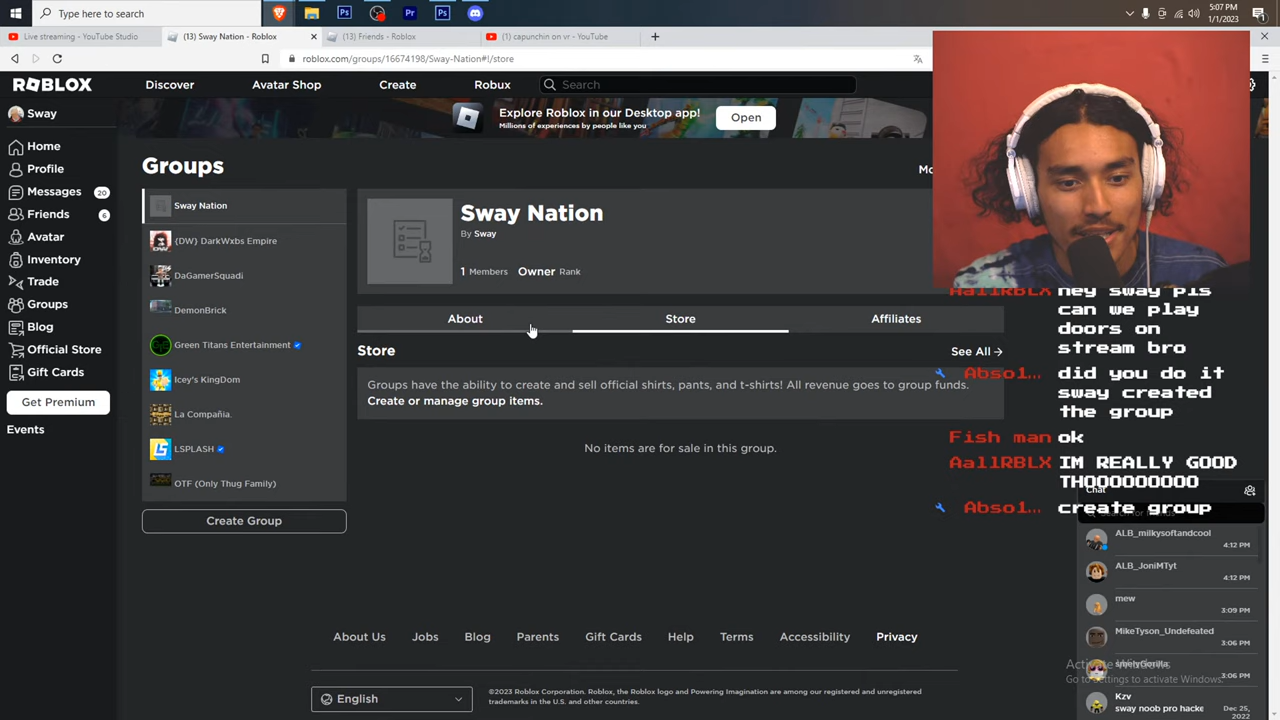 Type here to search
5:07 PM
1/1/2023
Live streaming - YouTube Studio
(13) Sway Nation - Roblox
(13) Friends - Roblox
(1) capunchin on vr - YouTube
roblox.com/groups/16674198/Sway-Nation#!/store
ROBLOX
Discover
Avatar Shop
Create
Robux
Search
Sway
Home
Profile
Messages
20
Friends
6
Avatar
Inventory
Trade
Groups
Blog
Official Store
Gift Cards
Get Premium
Events
Explore Roblox in our Desktop app!
Millions of experiences by people like you
Open
Groups
Sway Nation
{DW} DarkWxbs Empire
DaGamerSquadi
DemonBrick
Green Titans Entertainment
Icey's KingDom
La Compañia.
LSPLASH
OTF (Only Thug Family)
Create Group
Sway Nation
By Sway
1 Members Owner Rank
About
Store
Affiliates
Store
See All
Groups have the ability to create and sell official shirts, pants, and t-shirts! All revenue goes to group funds.
Create or manage group items.
No items are for sale in this group.
AallRBLX hey sway pls
can we play
doors on
stream bro
Absol... did you do it
sway created
the group
Fish man ok
AallRBLX IM REALLY GOOD
THOOOOOOOOO
Absol... create group
Chat
ALB_milkysoftandcool
4:12 PM
ALB_JoniMTyt
4:12 PM
mew
3:09 PM
MikeTyson_Undefeated
3:06 PM
3:06 PM
Kzv
sway noob pro hacke
Dec 25,
2022
Activate Windows
Go to Settings to activate Windows.
About Us
Jobs
Blog
Parents
Gift Cards
Help
Terms
Accessibility
Privacy
English
©2023 Roblox Corporation. Roblox, the Roblox logo and Powering Imagination are among our registered and unregistered
trademarks in the U.S. and other countries.